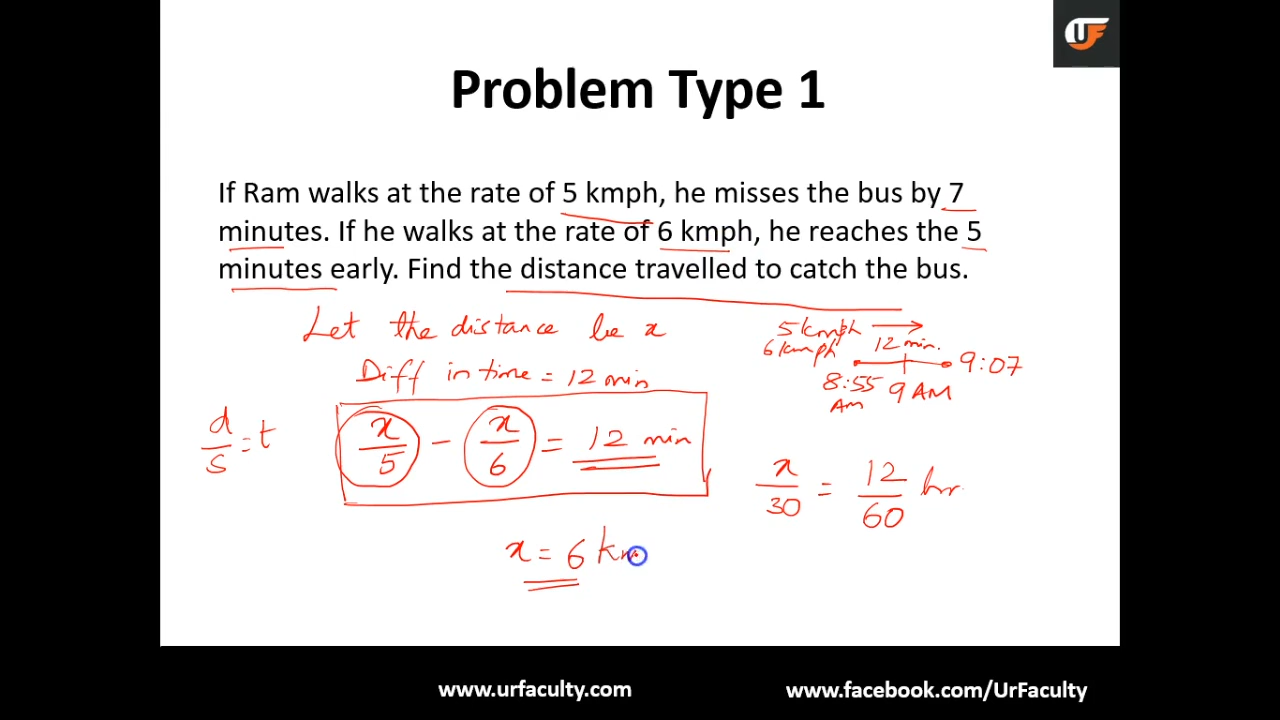 UF
Problem Type 1
If Ram walks at the rate of 5 kmph, he misses the bus by 7
minutes. If he walks at the rate of 6 kmph, he reaches the 5
minutes early. Find the distance travelled to catch the bus.
Let the distance be x
5 kmph →
6 kmph
12 min.
9:07
8:55
Am
9 AM
Diff in time = 12 min
d/s = t
x/5 - x/6 = 12 min
x/30 = 12/60 hr.
x = 6 km
www.urfaculty.com
www.facebook.com/UrFaculty